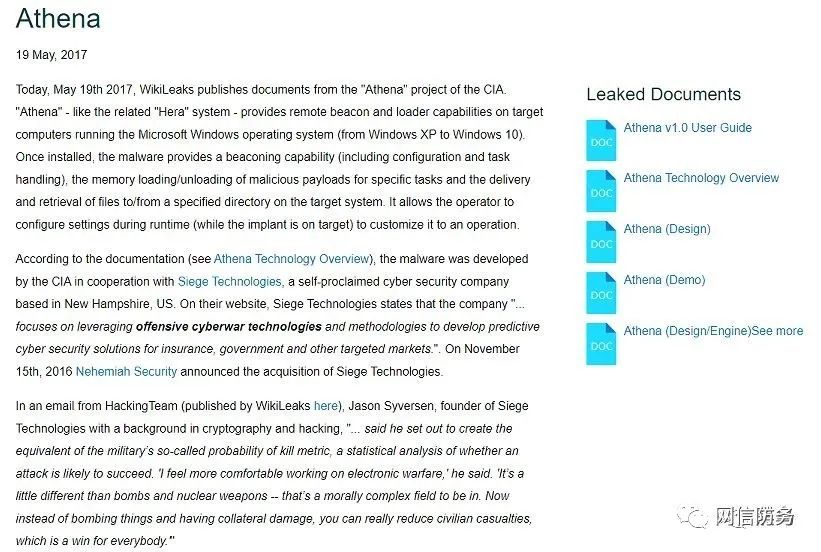 Athena
19 May, 2017
Today, May 19th 2017, WikiLeaks publishes documents from the "Athena" project of the CIA.
"Athena" - like the related "Hera" system - provides remote beacon and loader capabilities on target
computers running the Microsoft Windows operating system (from Windows XP to Windows 10).
Once installed, the malware provides a beaconing capability (including configuration and task
handling), the memory loading/unloading of malicious payloads for specific tasks and the delivery
and retrieval of files to/from a specified directory on the target system. It allows the operator to
configure settings during runtime (while the implant is on target) to customize it to an operation.
According to the documentation (see Athena Technology Overview), the malware was developed
by the CIA in cooperation with Siege Technologies, a self-proclaimed cyber security company
based in New Hampshire, US. On their website, Siege Technologies states that the company "...
focuses on leveraging offensive cyberwar technologies and methodologies to develop predictive
cyber security solutions for insurance, government and other targeted markets.". On November
15th, 2016 Nehemiah Security announced the acquisition of Siege Technologies.
In an email from HackingTeam (published by WikiLeaks here), Jason Syversen, founder of Siege
Technologies with a background in cryptography and hacking, "... said he set out to create the
equivalent of the military's so-called probability of kill metric, a statistical analysis of whether an
attack is likely to succeed. 'I feel more comfortable working on electronic warfare,' he said. 'It's a
little different than bombs and nuclear weapons -- that's a morally complex field to be in. Now
instead of bombing things and having collateral damage, you can really reduce civilian casualties,
which is a win for everybody.'"
Leaked Documents
DOC
Athena v1.0 User Guide
DOC
Athena Technology Overview
DOC
Athena (Design)
DOC
Athena (Demo)
DOC
Athena (Design/Engine)See more
网信防务